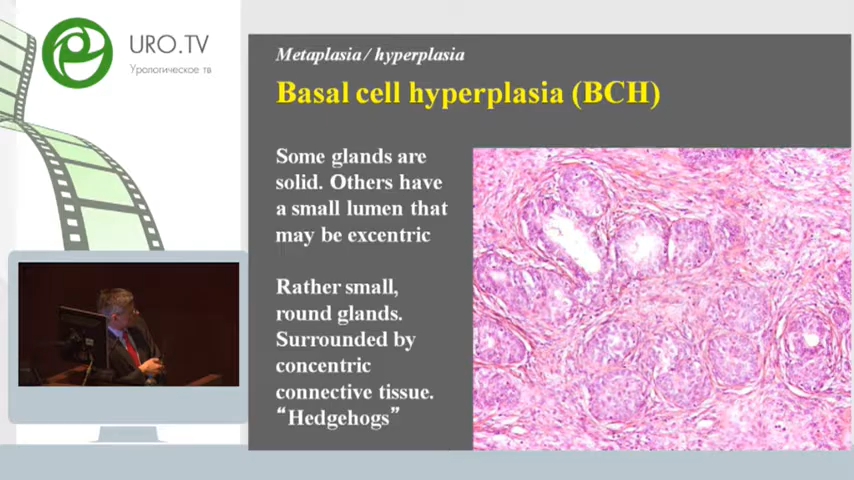 URO.TV
Урологическое тв
Metaplasia / hyperplasia
Basal cell hyperplasia (BCH)
Some glands are
solid. Others have
a small lumen that
may be excentric
Rather small,
round glands.
Surrounded by
concentric
connective tissue.
“Hedgehogs”